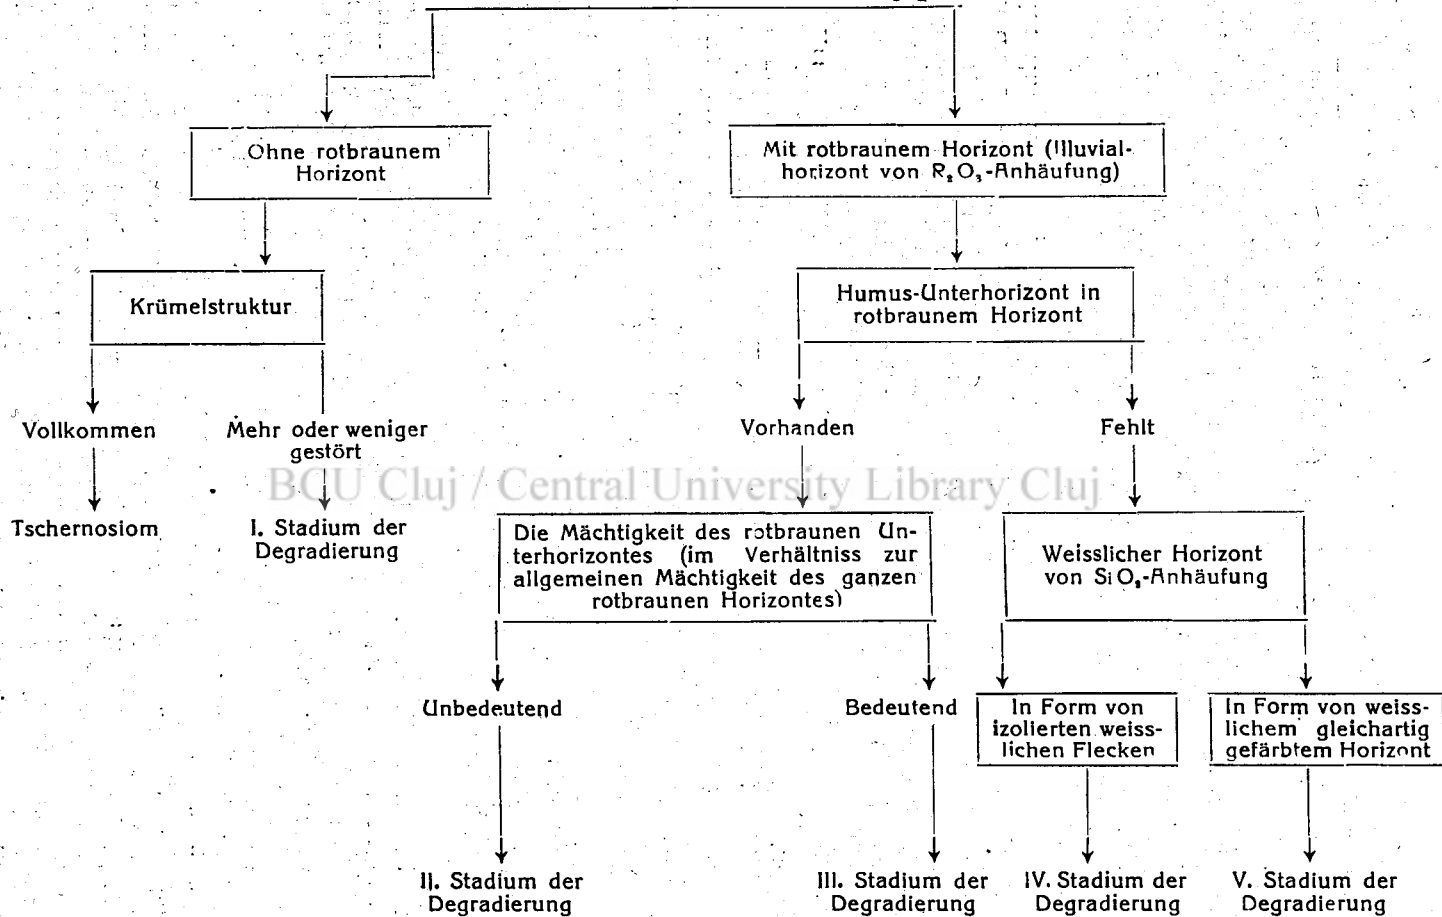 Ohne rotbraunem
Horizont
Mit rotbraunem Horizont (Illuvial-
horizont von R₂O₃-Anhäufung)
Krümelstruktur
Humus-Unterhorizont in
rotbraunem Horizont
Vollkommen
Mehr oder weniger
gestört
Vorhanden
Fehlt
BCU Cluj / Central University Library Cluj
Tschernosiom
I. Stadium der
Degradierung
Die Mächtigkeit des rotbraunen Un-
terhorizontes (im Verhältniss zur
allgemeinen Mächtigkeit des ganzen
rotbraunen Horizontes)
Weisslicher Horizont
von SiO₂-Anhäufung
Unbedeutend
Bedeutend
In Form von
izolierten weiss-
lichen Flecken
In Form von weiss-
lichem gleichartig
gefärbtem Horizont
II. Stadium der
Degradierung
III. Stadium der
Degradierung
IV. Stadium der
Degradierung
V. Stadium der
Degradierung